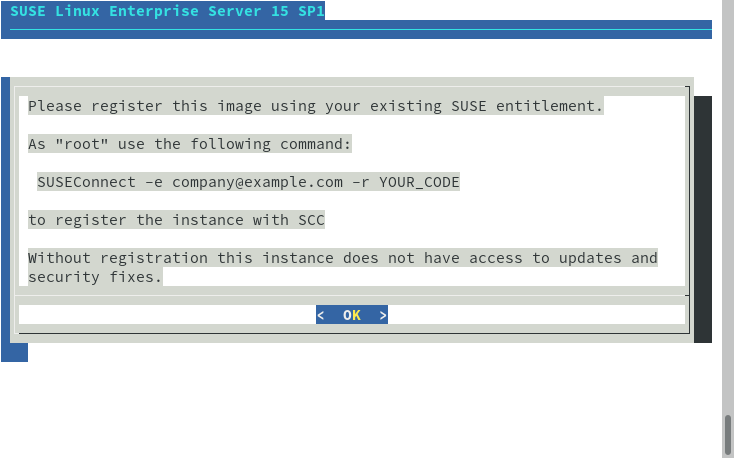 SUSE Linux Enterprise Server 15 SP1
Please register this image using your existing SUSE entitlement.
As "root" use the following command:
SUSEConnect -e company@example.com -r YOUR_CODE
to register the instance with SCC
Without registration this instance does not have access to updates and
security fixes.
< OK >